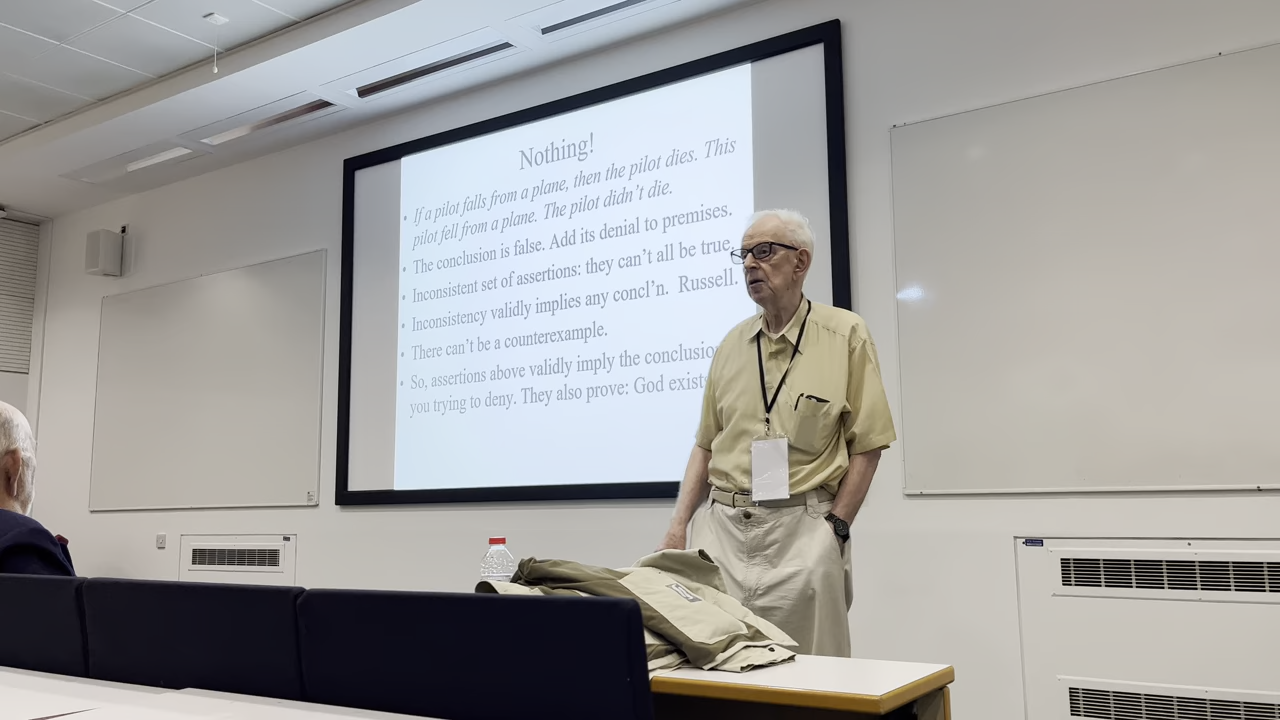 Nothing!
• If a pilot falls from a plane, then the pilot dies. This
pilot fell from a plane. The pilot didn't die.
• The conclusion is false. Add its denial to premises.
• Inconsistent set of assertions: they can't all be true.
• Inconsistency validly implies any concl'n. Russell.
• There can't be a counterexample.
• So, assertions above validly imply the
you trying to deny. They also prove: God